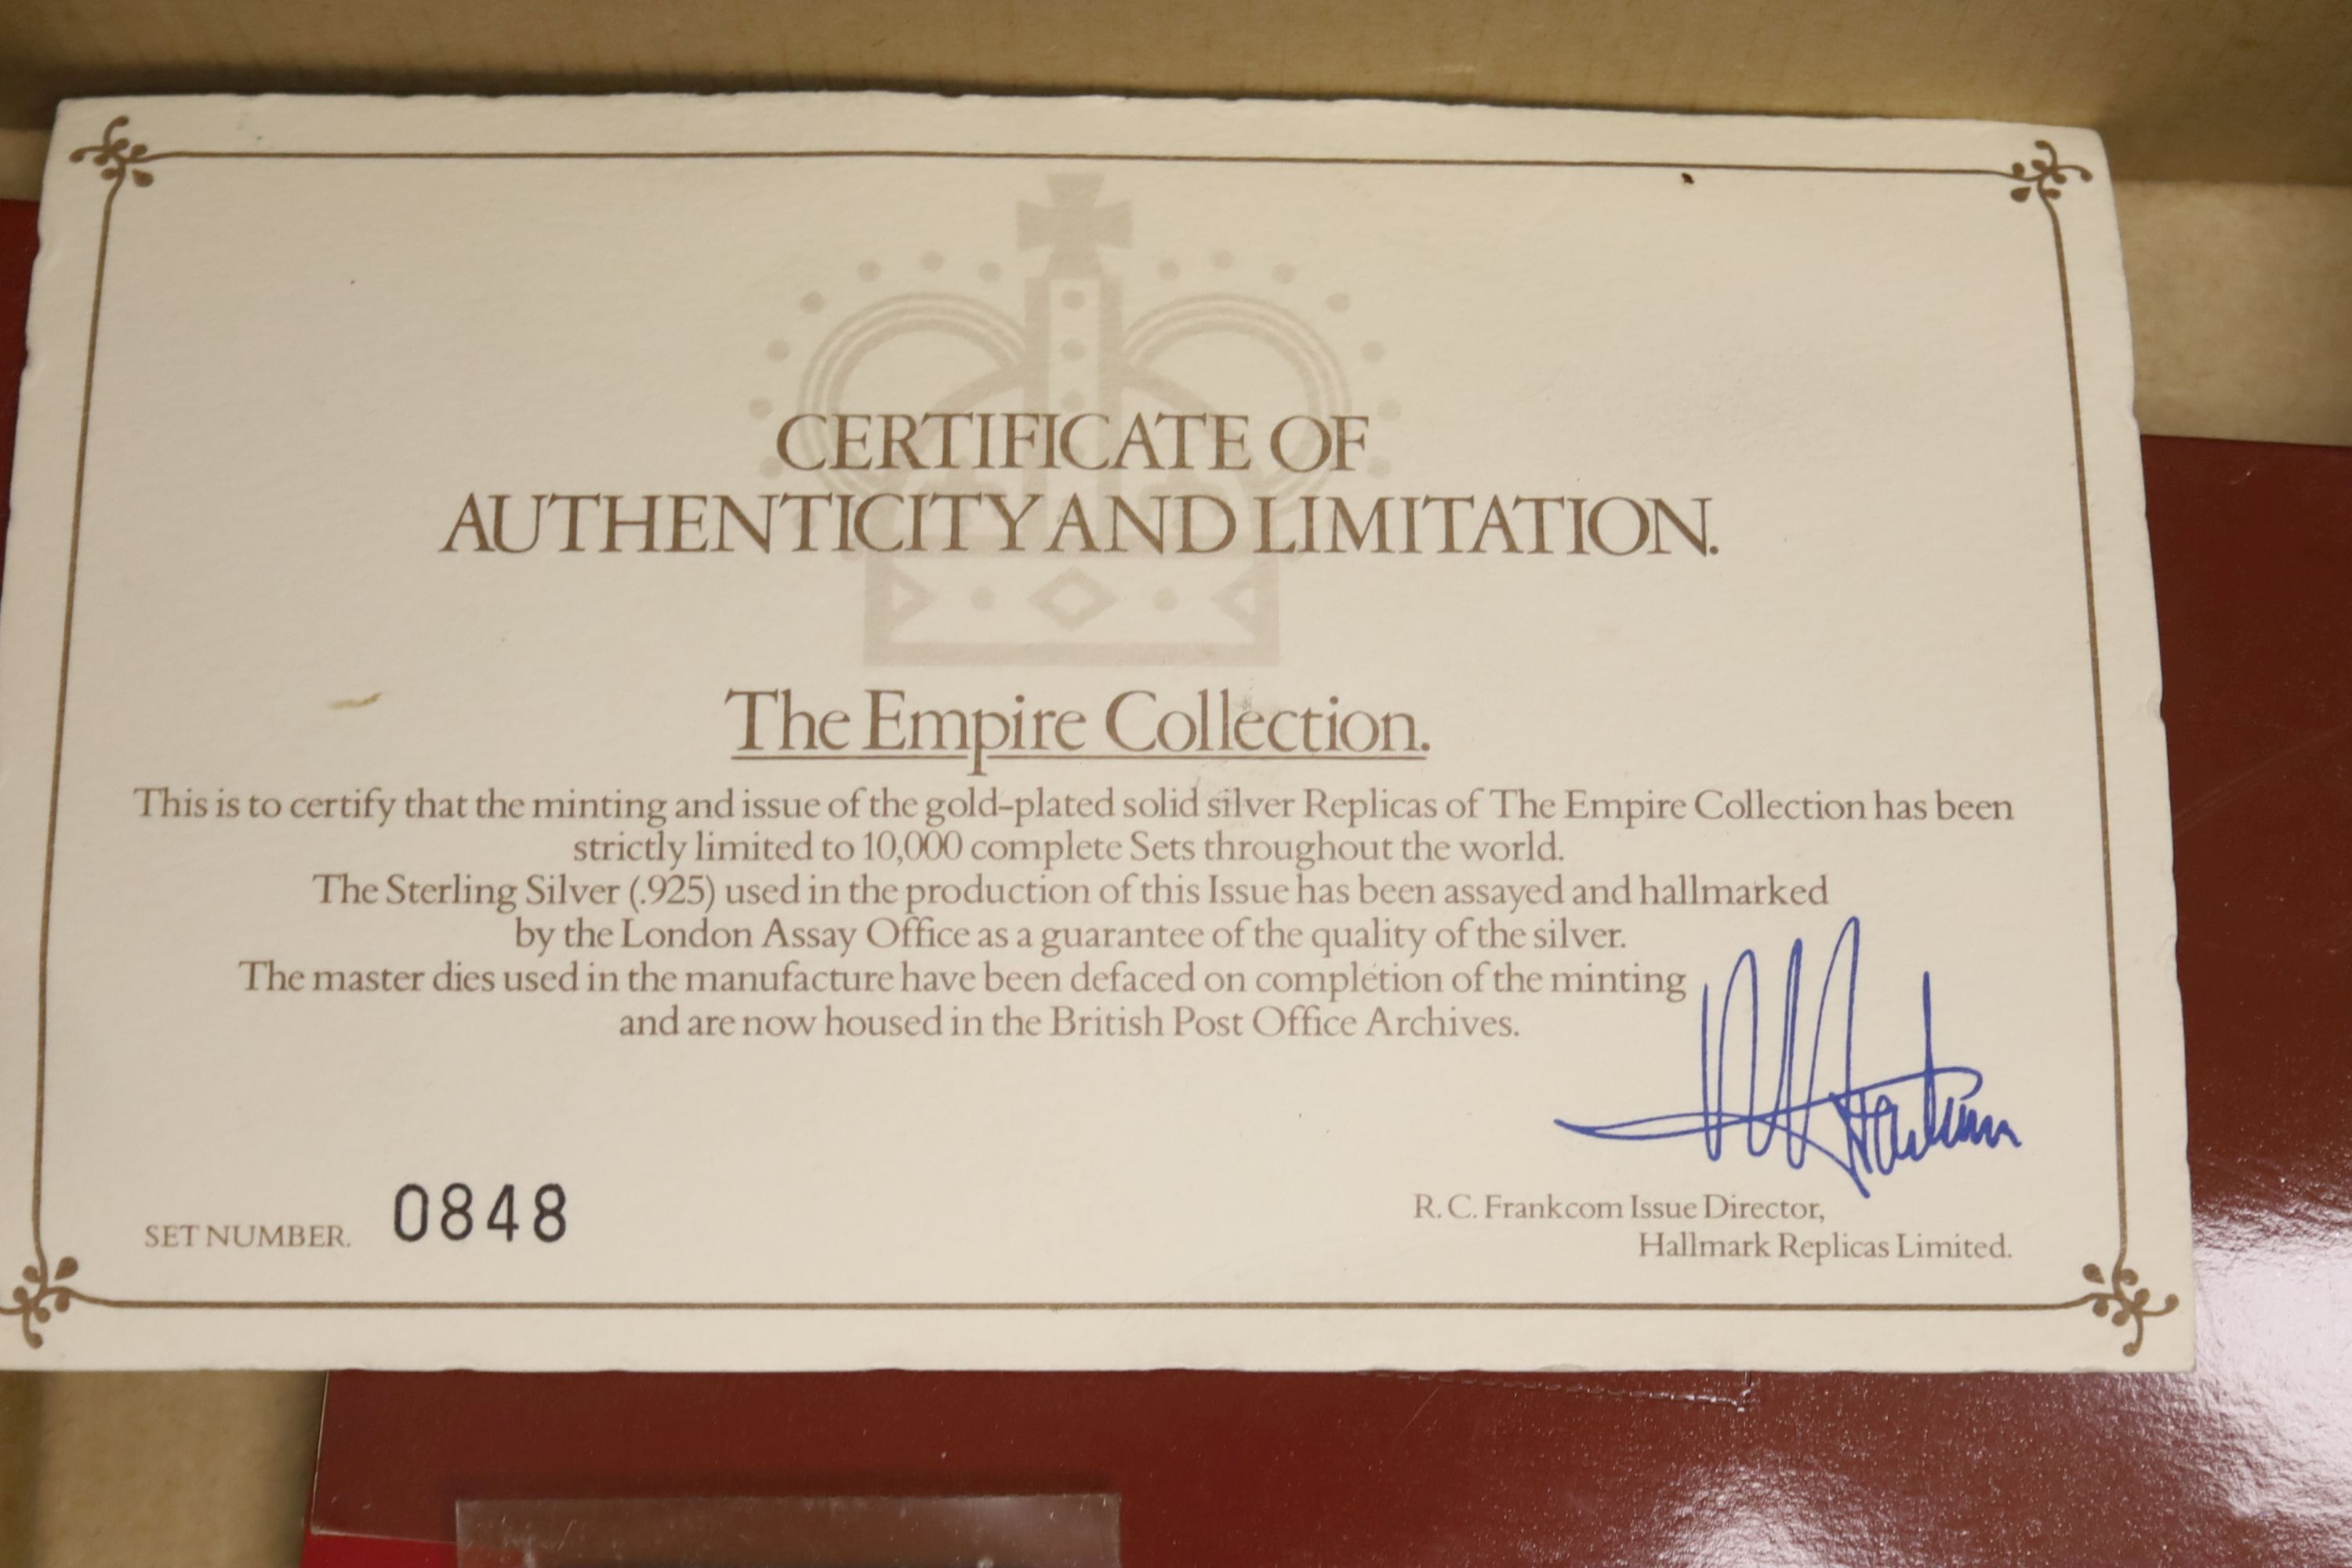 CERTIFICATE OF
AUTHENTICITY AND LIMITATION.
The Empire Collection.
This is to certify that the minting and issue of the gold-plated solid silver Replicas of The Empire Collection has been
strictly limited to 10,000 complete Sets throughout the world.
The Sterling Silver (.925) used in the production of this Issue has been assayed and hallmarked
by the London Assay Office as a guarantee of the quality of the silver.
The master dies used in the manufacture have been defaced on completion of the minting
and are now housed in the British Post Office Archives.
SET NUMBER. 0848
R. C. Frankcom Issue Director,
Hallmark Replicas Limited.